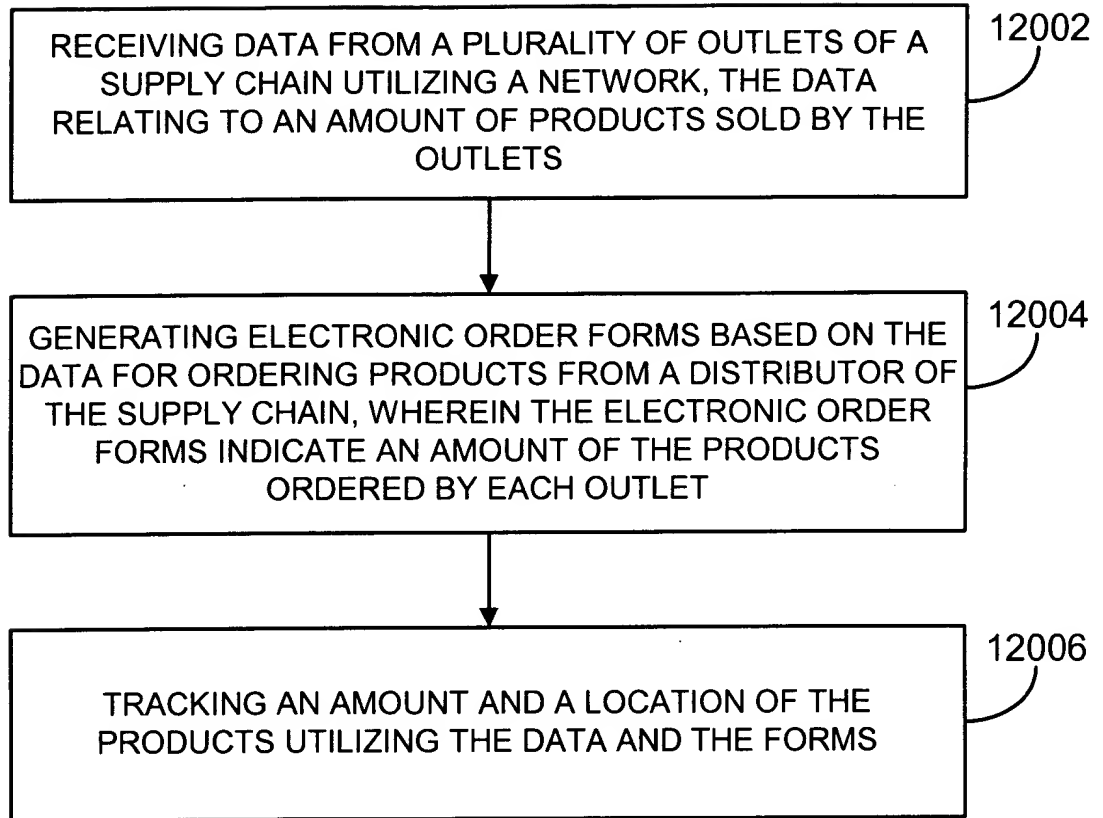 RECEIVING DATA FROM A PLURALITY OF OUTLETS OF A
SUPPLY CHAIN UTILIZING A NETWORK, THE DATA
RELATING TO AN AMOUNT OF PRODUCTS SOLD BY THE
OUTLETS
12002
GENERATING ELECTRONIC ORDER FORMS BASED ON THE
DATA FOR ORDERING PRODUCTS FROM A DISTRIBUTOR OF
THE SUPPLY CHAIN, WHEREIN THE ELECTRONIC ORDER
FORMS INDICATE AN AMOUNT OF THE PRODUCTS
ORDERED BY EACH OUTLET
12004
TRACKING AN AMOUNT AND A LOCATION OF THE
PRODUCTS UTILIZING THE DATA AND THE FORMS
12006